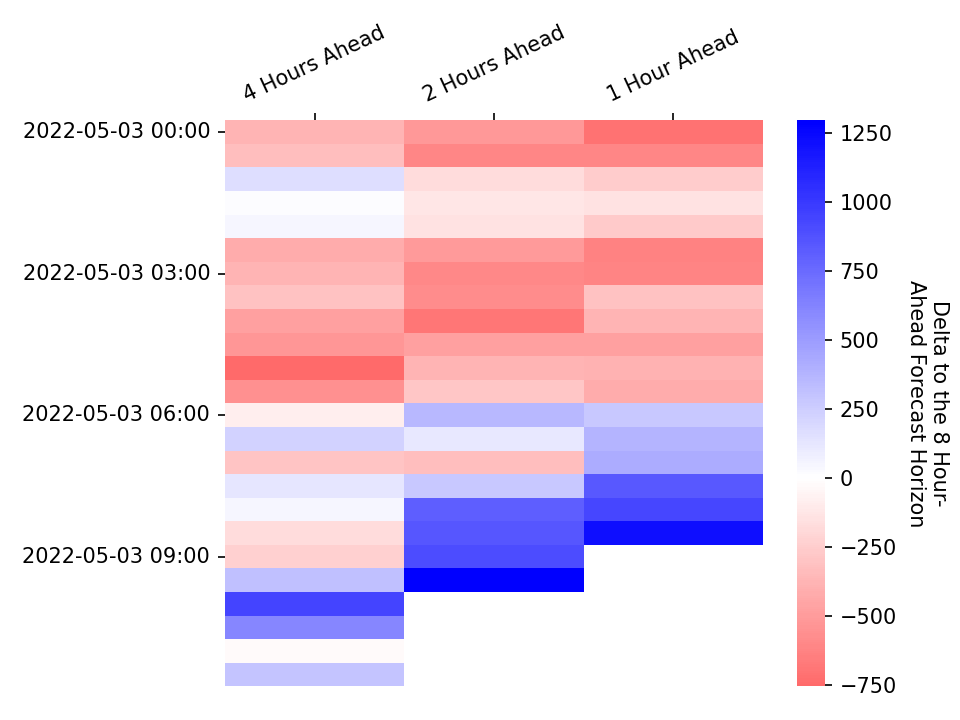 4 Hours Ahead
2 Hours Ahead
1 Hour Ahead
2022-05-03 00:00
2022-05-03 03:00
2022-05-03 06:00
2022-05-03 09:00
1250
1000
750
500
250
0
−250
−500
−750
Delta to the 8 Hour-
Ahead Forecast Horizon